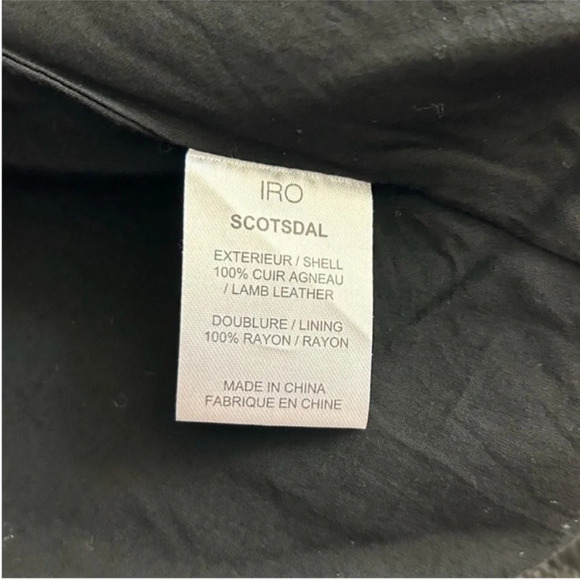 IRO
SCOTSDAL
EXTERIEUR / SHELL
100% CUIR AGNEAU
/ LAMB LEATHER
DOUBLURE / LINING
100% RAYON / RAYON
MADE IN CHINA
FABRIQUE EN CHINE